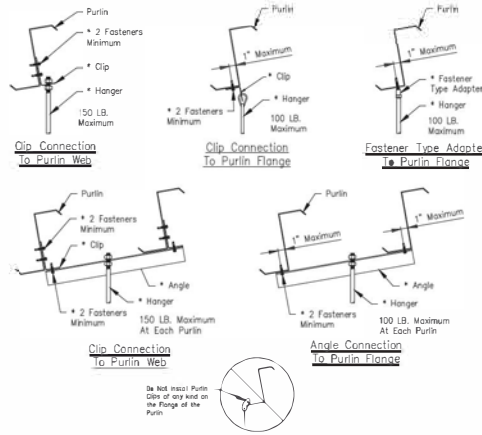 Purlin
* 2 Fasteners
Minimum
* Clip
* Hanger
150 LB.
Maximum
Clip Connection
To Purlin Web
Purlin
1" Maximum
* Clip
* Hanger
* 2 Fasteners
Minimum
100 LB.
Maximum
Clip Connection
To Purlin Flange
Purlin
1" Maximum
* Fastener
Type Adapter
* Hanger
100 LB.
Maximum
Fastener Type Adapter
To Purlin Flange
Purlin
* 2 Fasteners
Minimum
* Clip
* Angle
* Hanger
* 2 Fasteners
Minimum
150 LB. Maximum
At Each Purlin
Clip Connection
To Purlin Web
Purlin
1" Maximum
1" Maximum
* Angle
* Hanger
* 2 Fasteners
Minimum
100 LB. Maximum
At Each Purlin
Angle Connection
To Purlin Flange
Do Not Instal Purlin
Clips of any kind on
the Flange of the
Purlin